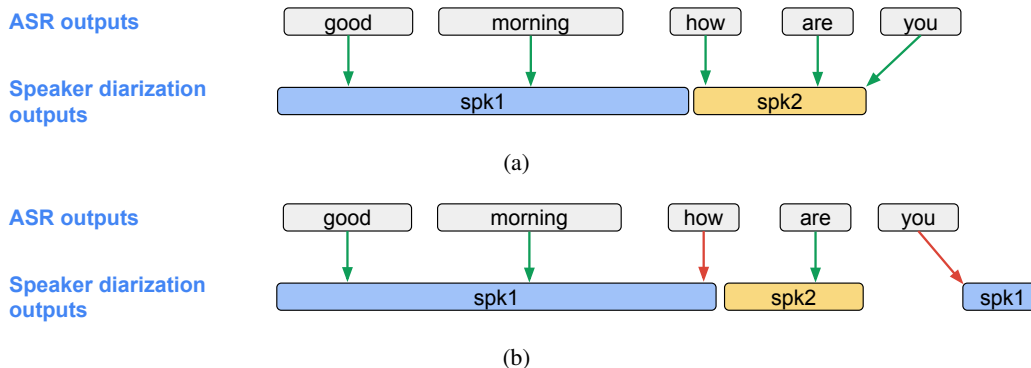 ASR outputs
good morning how are you
Speaker diarization
outputs
spk1 spk2
(a)
ASR outputs
good morning how are you
Speaker diarization
outputs
spk1 spk2 spk1
(b)